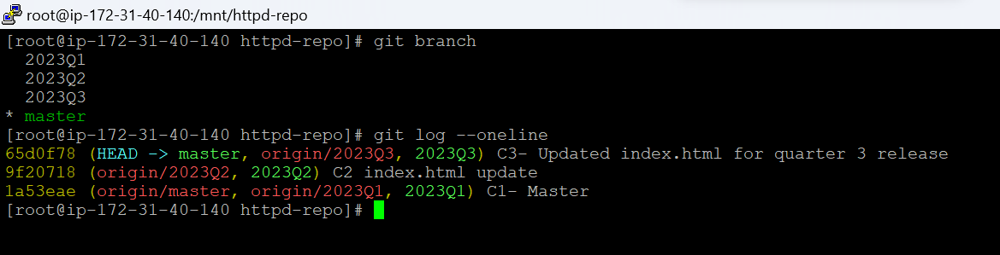 root@ip-172-31-40-140:/mnt/httpd-repo
[root@ip-172-31-40-140 httpd-repo]# git branch
  2023Q1
  2023Q2
  2023Q3
* master
[root@ip-172-31-40-140 httpd-repo]# git log --oneline
65d0f78 (HEAD -> master, origin/2023Q3, 2023Q3) C3- Updated index.html for quarter 3 release
9f20718 (origin/2023Q2, 2023Q2) C2 index.html update
1a53eae (origin/master, origin/2023Q1, 2023Q1) C1- Master
[root@ip-172-31-40-140 httpd-repo]#